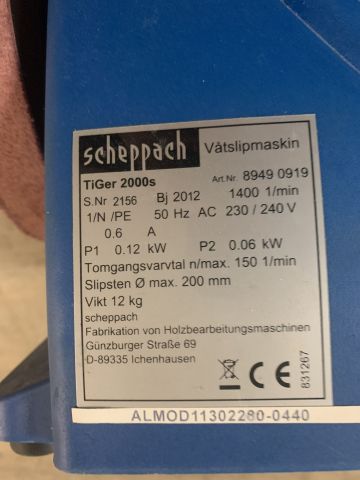 scheppach Våtslipmaskin
TiGer 2000s Art.Nr. 8949 0919
S.Nr 2156 Bj 2012 1400 1/min
1/N /PE 50 Hz AC 230 / 240 V
0.6 A
P1 0.12 kW P2 0.06 kW
Tomgangsvarvtal n/max. 150 1/min
Slipsten Ø max. 200 mm
Vikt 12 kg
scheppach
Fabrikation von Holzbearbeitungsmaschinen
Günzburger Straße 69
D-89335 Ichenhausen
CE
831267
ALMOD11302280-0440